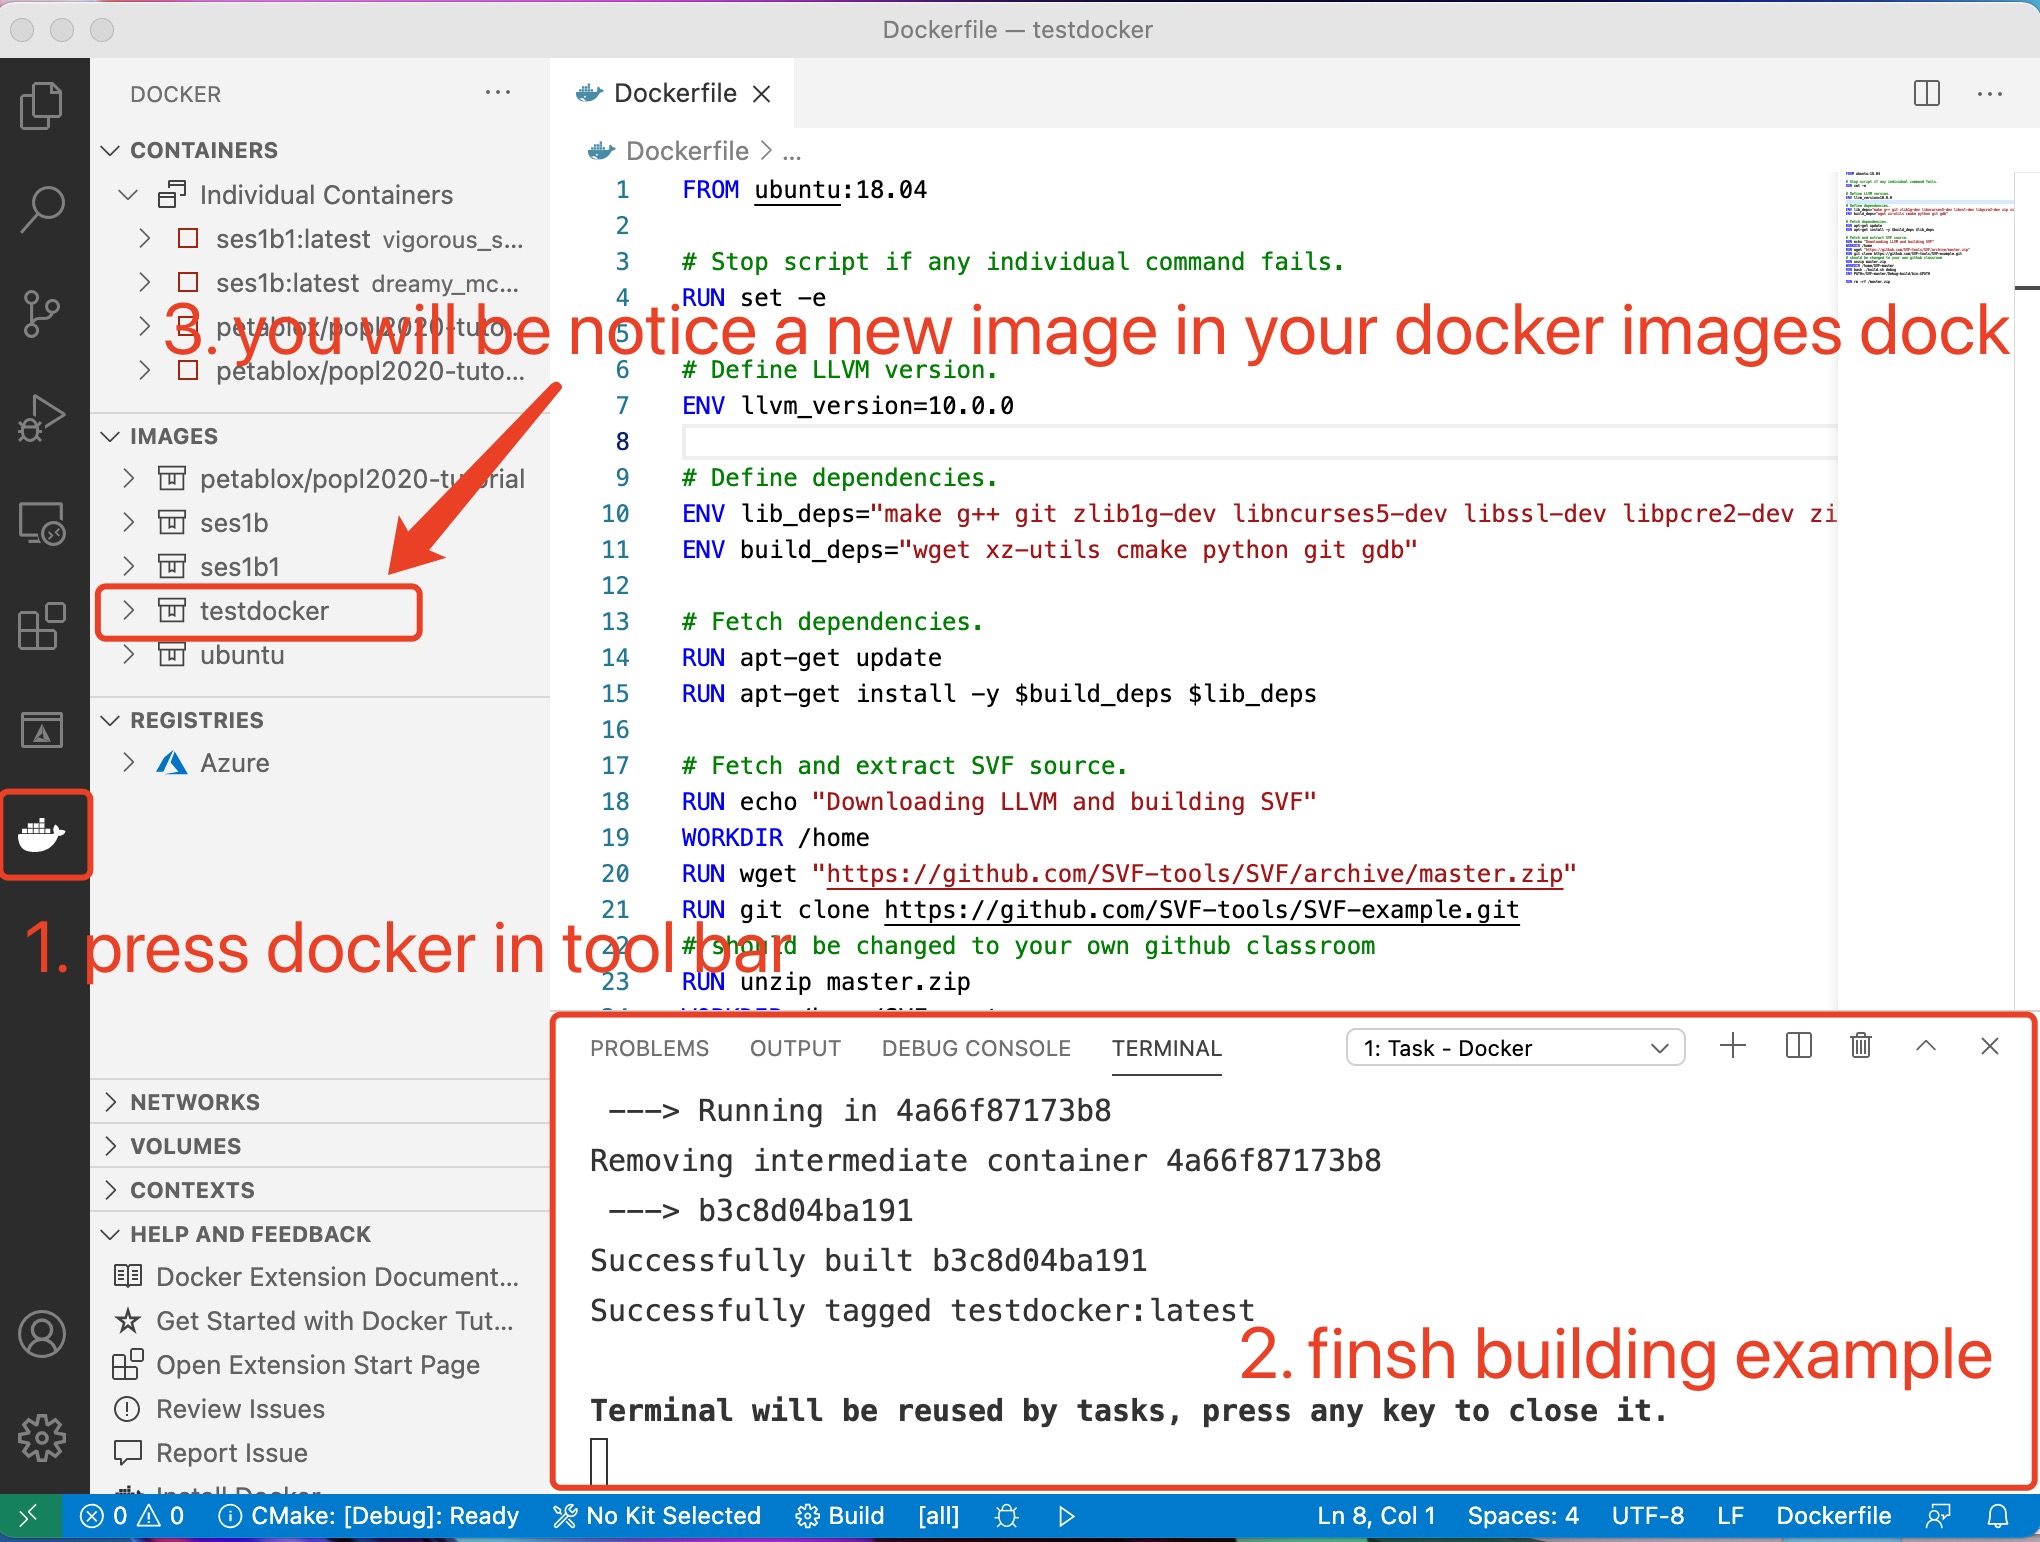 Dockerfile — testdocker
DOCKER
Dockerfile
CONTAINERS
Individual Containers
ses1b1:latest vigorous_s...
ses1b:latest dreamy_mc...
petablox/popl2020-tuto...
petablox/popl2020-tuto...
3. you will be notice a new image in your docker images dock
IMAGES
petablox/popl2020-tutorial
ses1b
ses1b1
testdocker
ubuntu
REGISTRIES
Azure
1. press docker in tool bar
NETWORKS
VOLUMES
CONTEXTS
HELP AND FEEDBACK
Docker Extension Document...
Get Started with Docker Tut...
Open Extension Start Page
Review Issues
Report Issue
Install Docker
Dockerfile > ...
1 FROM ubuntu:18.04
2
3 # Stop script if any individual command fails.
4 RUN set -e
5
6 # Define LLVM version.
7 ENV llvm_version=10.0.0
8
9 # Define dependencies.
10 ENV lib_deps="make g++ git zlib1g-dev libncurses5-dev libssl-dev libpcre2-dev zi
11 ENV build_deps="wget xz-utils cmake python git gdb"
12
13 # Fetch dependencies.
14 RUN apt-get update
15 RUN apt-get install -y $build_deps $lib_deps
16
17 # Fetch and extract SVF source.
18 RUN echo "Downloading LLVM and building SVF"
19 WORKDIR /home
20 RUN wget "https://github.com/SVF-tools/SVF/archive/master.zip"
21 RUN git clone https://github.com/SVF-tools/SVF-example.git
22 # should be changed to your own github classroom
23 RUN unzip master.zip
PROBLEMS OUTPUT DEBUG CONSOLE TERMINAL 1: Task - Docker
---> Running in 4a66f87173b8
Removing intermediate container 4a66f87173b8
---> b3c8d04ba191
Successfully built b3c8d04ba191
Successfully tagged testdocker:latest
2. finsh building example
Terminal will be reused by tasks, press any key to close it.
0 0 CMake: [Debug]: Ready No Kit Selected Build [all] Ln 8, Col 1 Spaces: 4 UTF-8 LF Dockerfile